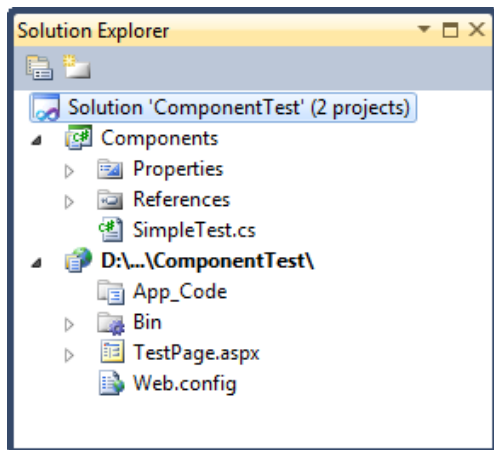 Solution Explorer
Solution 'ComponentTest' (2 projects)
Components
Properties
References
SimpleTest.cs
D:\...\ComponentTest\
App_Code
Bin
TestPage.aspx
Web.config